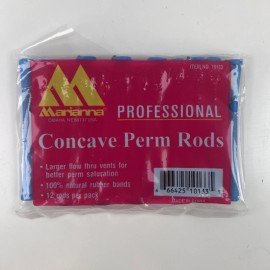 Marianna
PROFESSIONAL
Concave Perm Rods
• Larger flow thru vents for
better perm saturation
• 100% natural rubber bands
• 12 rods per pack